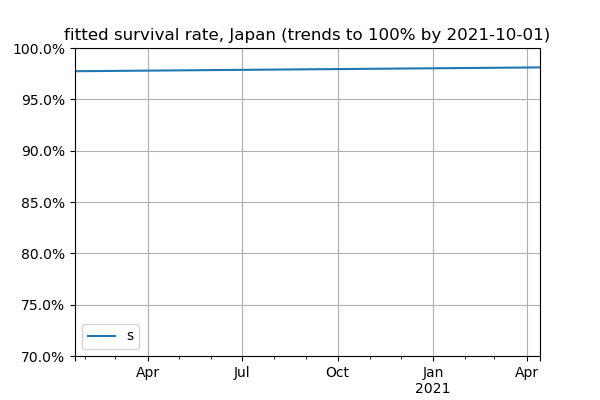 fitted survival rate, Japan (trends to 100% by 2021-10-01)
100.0%
95.0%
90.0%
85.0%
80.0%
75.0%
70.0%
s
Apr Jul Oct Jan Apr
2021